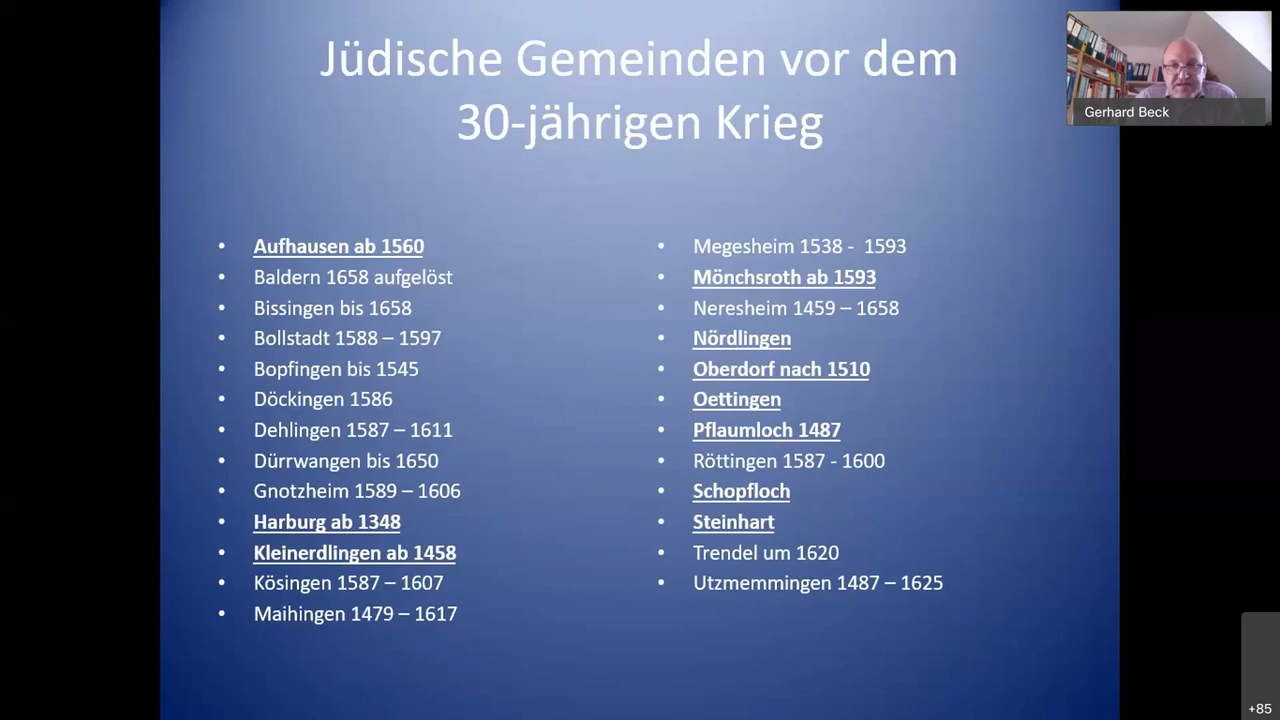 Jüdische Gemeinden vor dem
30-jährigen Krieg
Gerhard Beck
• Aufhausen ab 1560
• Baldern 1658 aufgelöst
• Bissingen bis 1658
• Bollstadt 1588 – 1597
• Bopfingen bis 1545
• Döckingen 1586
• Dehlingen 1587 – 1611
• Dürrwangen bis 1650
• Gnotzheim 1589 – 1606
• Harburg ab 1348
• Kleinerdlingen ab 1458
• Kösingen 1587 – 1607
• Maihingen 1479 – 1617
• Megesheim 1538 - 1593
• Mönchsroth ab 1593
• Neresheim 1459 – 1658
• Nördlingen
• Oberdorf nach 1510
• Oettingen
• Pflaumloch 1487
• Röttingen 1587 - 1600
• Schopfloch
• Steinhart
• Trendel um 1620
• Utzmemmingen 1487 – 1625
+85